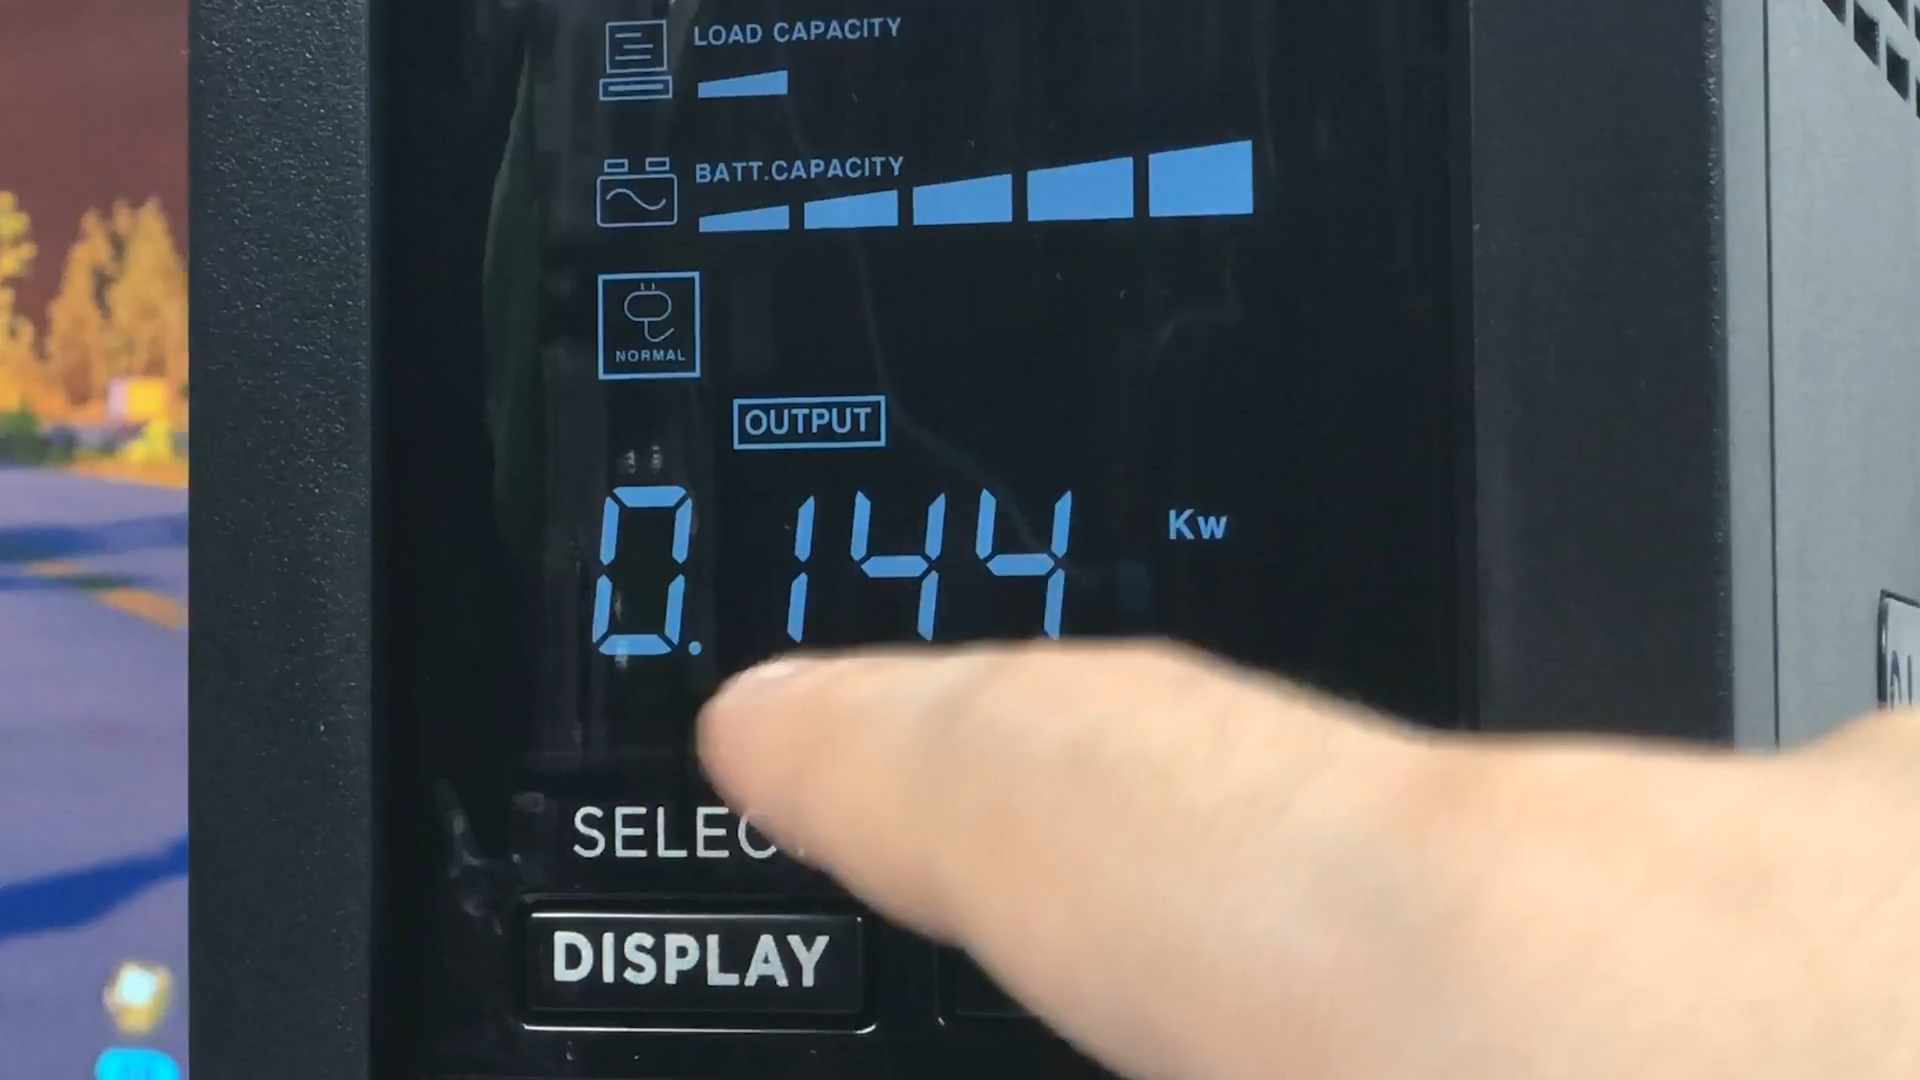 LOAD CAPACITY
BATT.CAPACITY
NORMAL
OUTPUT
0.144 Kw
SELEC
DISPLAY